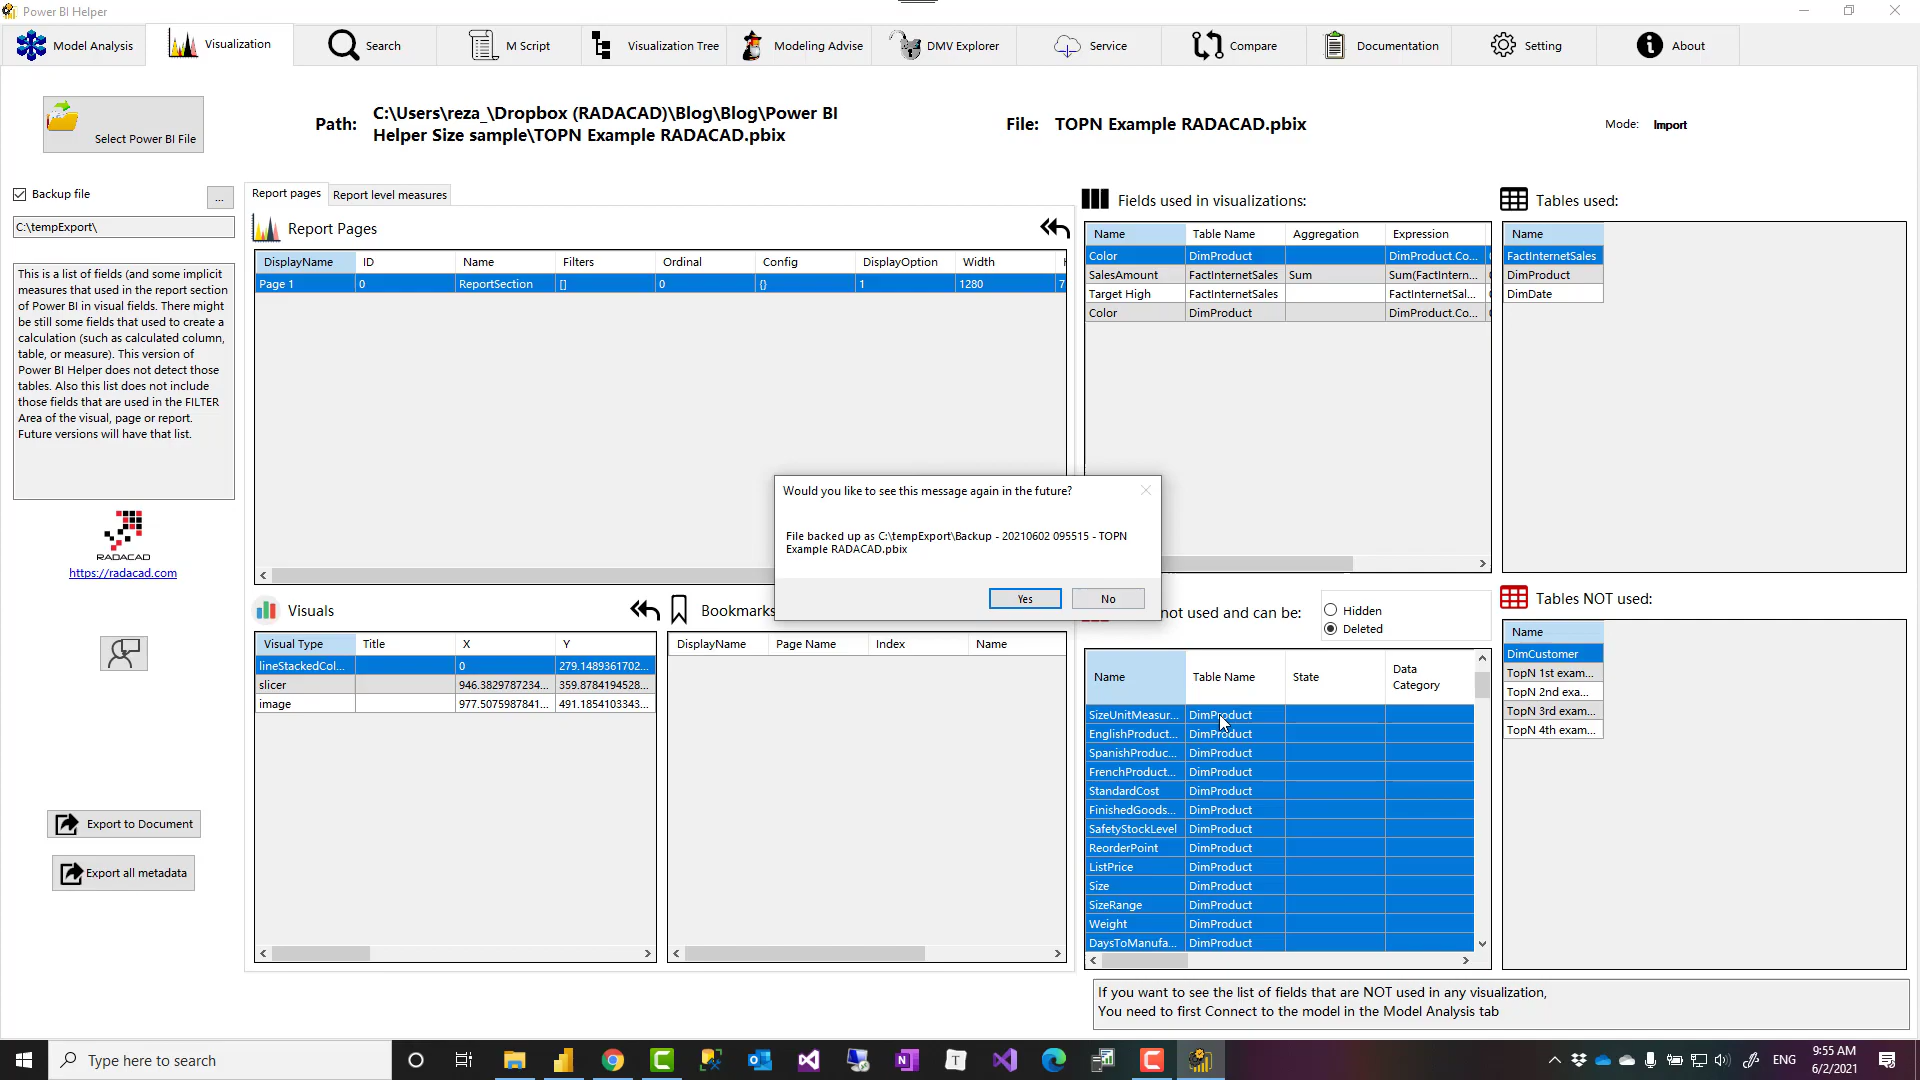 Power BI Helper
Model Analysis
Visualization
Search
M Script
Visualization Tree
Modeling Advise
DMV Explorer
Service
Compare
Documentation
Setting
About
Select Power BI File
Path: C:\Users\reza_\Dropbox (RADACAD)\Blog\Blog\Power BI
Helper Size sample\TOPN Example RADACAD.pbix
File: TOPN Example RADACAD.pbix
Mode: Import
Backup file
...
C:\tempExport\
This is a list of fields (and some implicit
measures that used in the report section
of Power BI in visual fields. There might
be still some fields that used to create a
calculation (such as calculated column,
table, or measure). This version of
Power BI Helper does not detect those
tables. Also this list does not include
those fields that are used in the FILTER
Area of the visual, page or report.
Future versions will have that list.
RADACAD
https://radacad.com
Export to Document
Export all metadata
Report pages
Report level measures
Report Pages
DisplayName ID Name Filters Ordinal Config DisplayOption Width
Page 1 0 ReportSection [] 0 {} 1 1280 7
Visuals
Visual Type Title X Y
lineStackedCol... 0 279.1489361702...
slicer 946.3829787234... 359.8784194528...
image 977.5075987841... 491.1854103343...
Bookmarks
DisplayName Page Name Index Name
Would you like to see this message again in the future?
File backed up as C:\tempExport\Backup - 20210602 095515 - TOPN
Example RADACAD.pbix
Yes
No
Fields used in visualizations:
Name Table Name Aggregation Expression
Color DimProduct DimProduct.Co...
SalesAmount FactInternetSales Sum Sum(FactIntern...
Target High FactInternetSales FactInternetSal...
Color DimProduct DimProduct.Co...
Tables used:
Name
FactInternetSales
DimProduct
DimDate
not used and can be:
Hidden
Deleted
Name Table Name State Data
Category
SizeUnitMeasur... DimProduct
EnglishProduct... DimProduct
SpanishProduc... DimProduct
FrenchProduct... DimProduct
StandardCost DimProduct
FinishedGoods... DimProduct
SafetyStockLevel DimProduct
ReorderPoint DimProduct
ListPrice DimProduct
Size DimProduct
SizeRange DimProduct
Weight DimProduct
DaysToManufa... DimProduct
Tables NOT used:
Name
DimCustomer
TopN 1st exam...
TopN 2nd exa...
TopN 3rd exam...
TopN 4th exam...
If you want to see the list of fields that are NOT used in any visualization,
You need to first Connect to the model in the Model Analysis tab
Type here to search
ENG
9:55 AM
6/2/2021